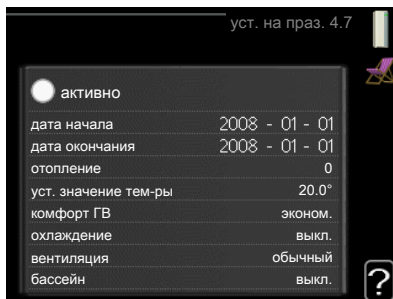 уст. на праз. 4.7
активно
дата начала 2008 - 01 - 01
дата окончания 2008 - 01 - 01
отопление 0
уст. значение тем-ры 20.0°
комфорт ГВ эконом.
охлаждение выкл.
вентиляция обычный
бассейн выкл.
?